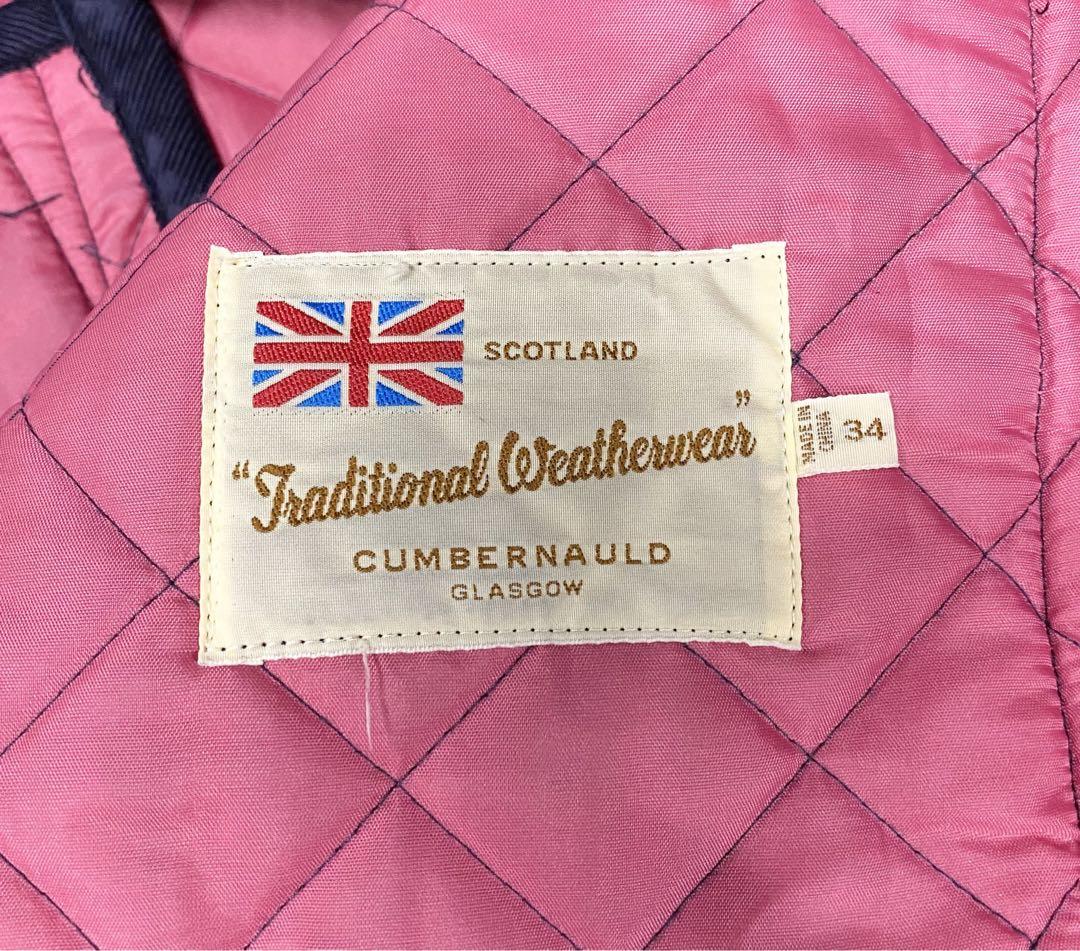 SCOTLAND
"Traditional Weatherwear"
CUMBERNAULD
GLASGOW
MADE IN
CHINA
34